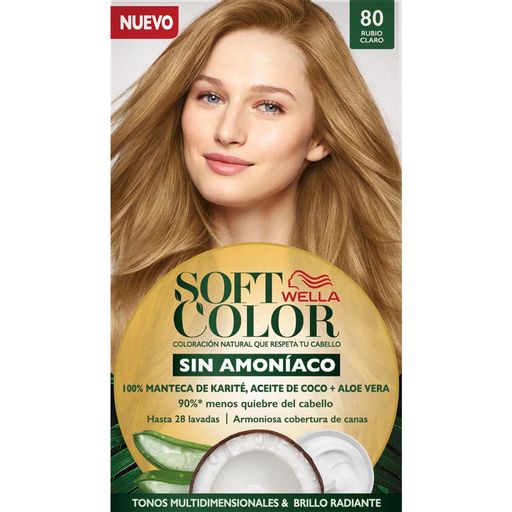 NUEVO
80
RUBIO
CLARO
SOFT
WELLA
COLOR
COLORACIÓN NATURAL QUE RESPETA TU CABELLO
SIN AMONÍACO
100% MANTECA DE KARITÉ, ACEITE DE COCO + ALOE VERA
90%* menos quiebre del cabello
Hasta 28 lavadas | Armoniosa cobertura de canas
TONOS MULTIDIMENSIONALES & BRILLO RADIANTE